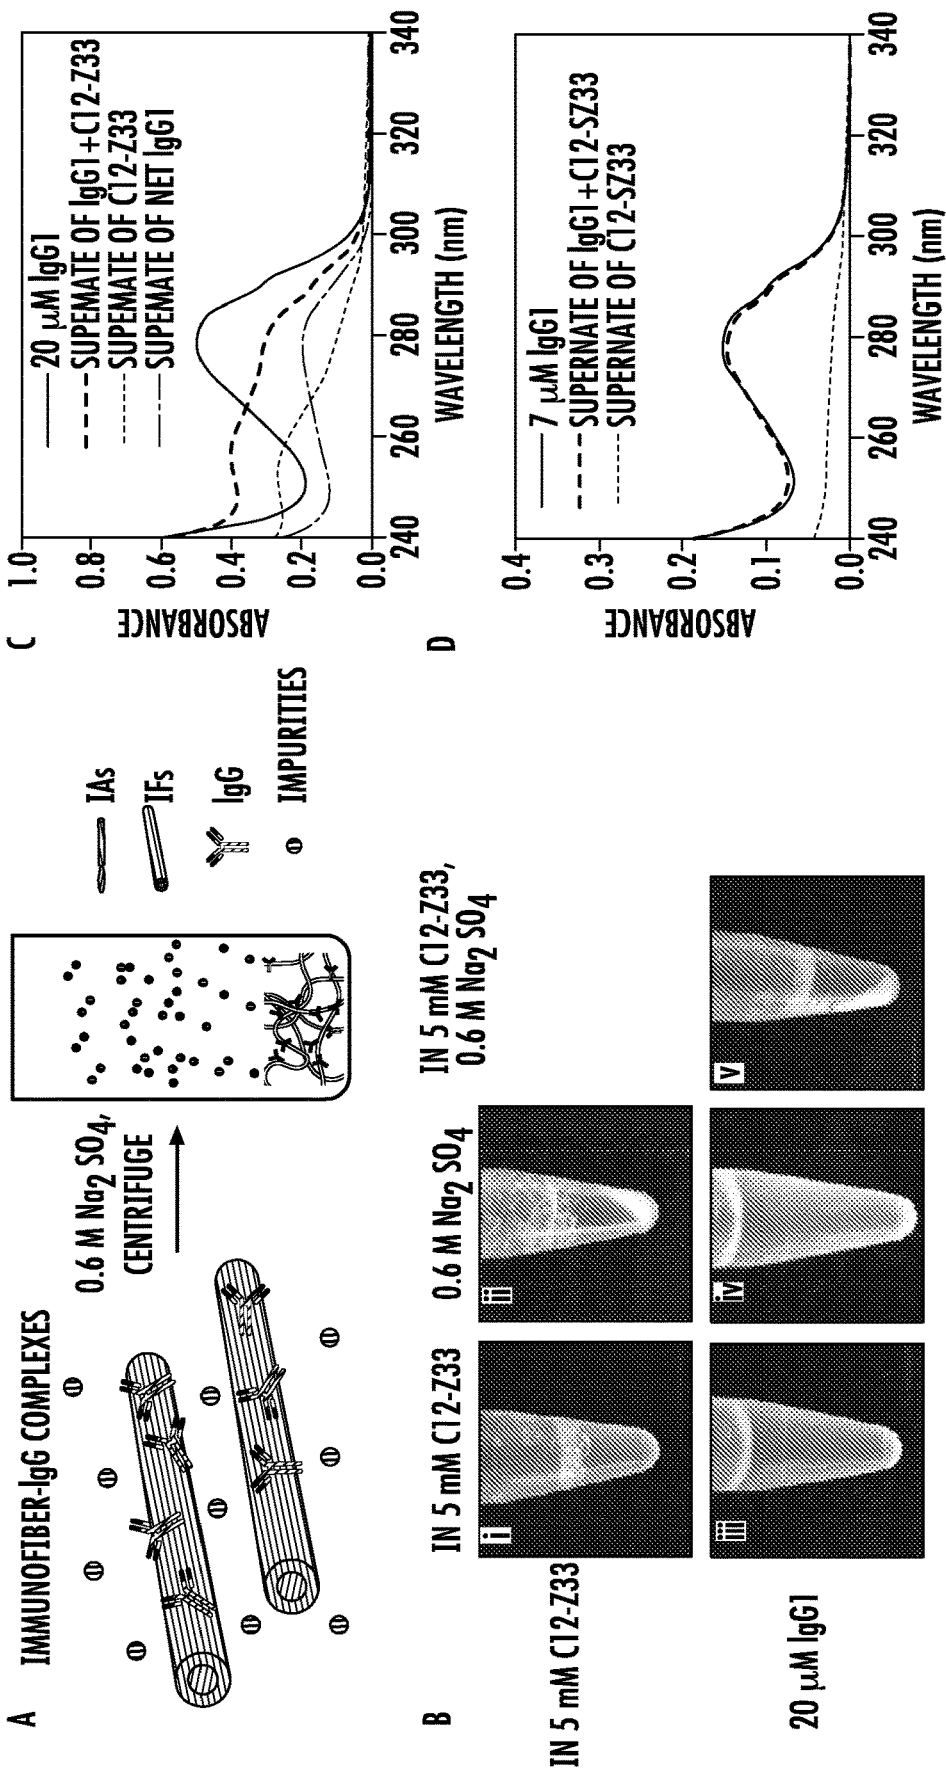 A
IMMUNOFIBER-IgG COMPLEXES
0.6 M Na2 SO4,
CENTRIFUGE
IAs
IFs
IgG
IMPURITIES
B
IN 5 mM C12-Z33
0.6 M Na2 SO4
IN 5 mM C12-Z33,
0.6 M Na2 SO4
IN 5 mM C12-Z33
i
ii
20 µM IgG1
iii
iv
v
C
ABSORBANCE
1.0
0.8
0.6
0.4
0.2
0.0
20 µM IgG1
SUPEMATE OF IgG1+C12-Z33
SUPEMATE OF C12-Z33
SUPEMATE OF NET IgG1
240
260
280
300
320
340
WAVELENGTH (nm)
D
ABSORBANCE
0.4
0.3
0.2
0.1
0.0
7 µM IgG1
SUPERNATE OF IgG1+C12-SZ33
SUPERNATE OF C12-SZ33
240
260
280
300
320
340
WAVELENGTH (nm)